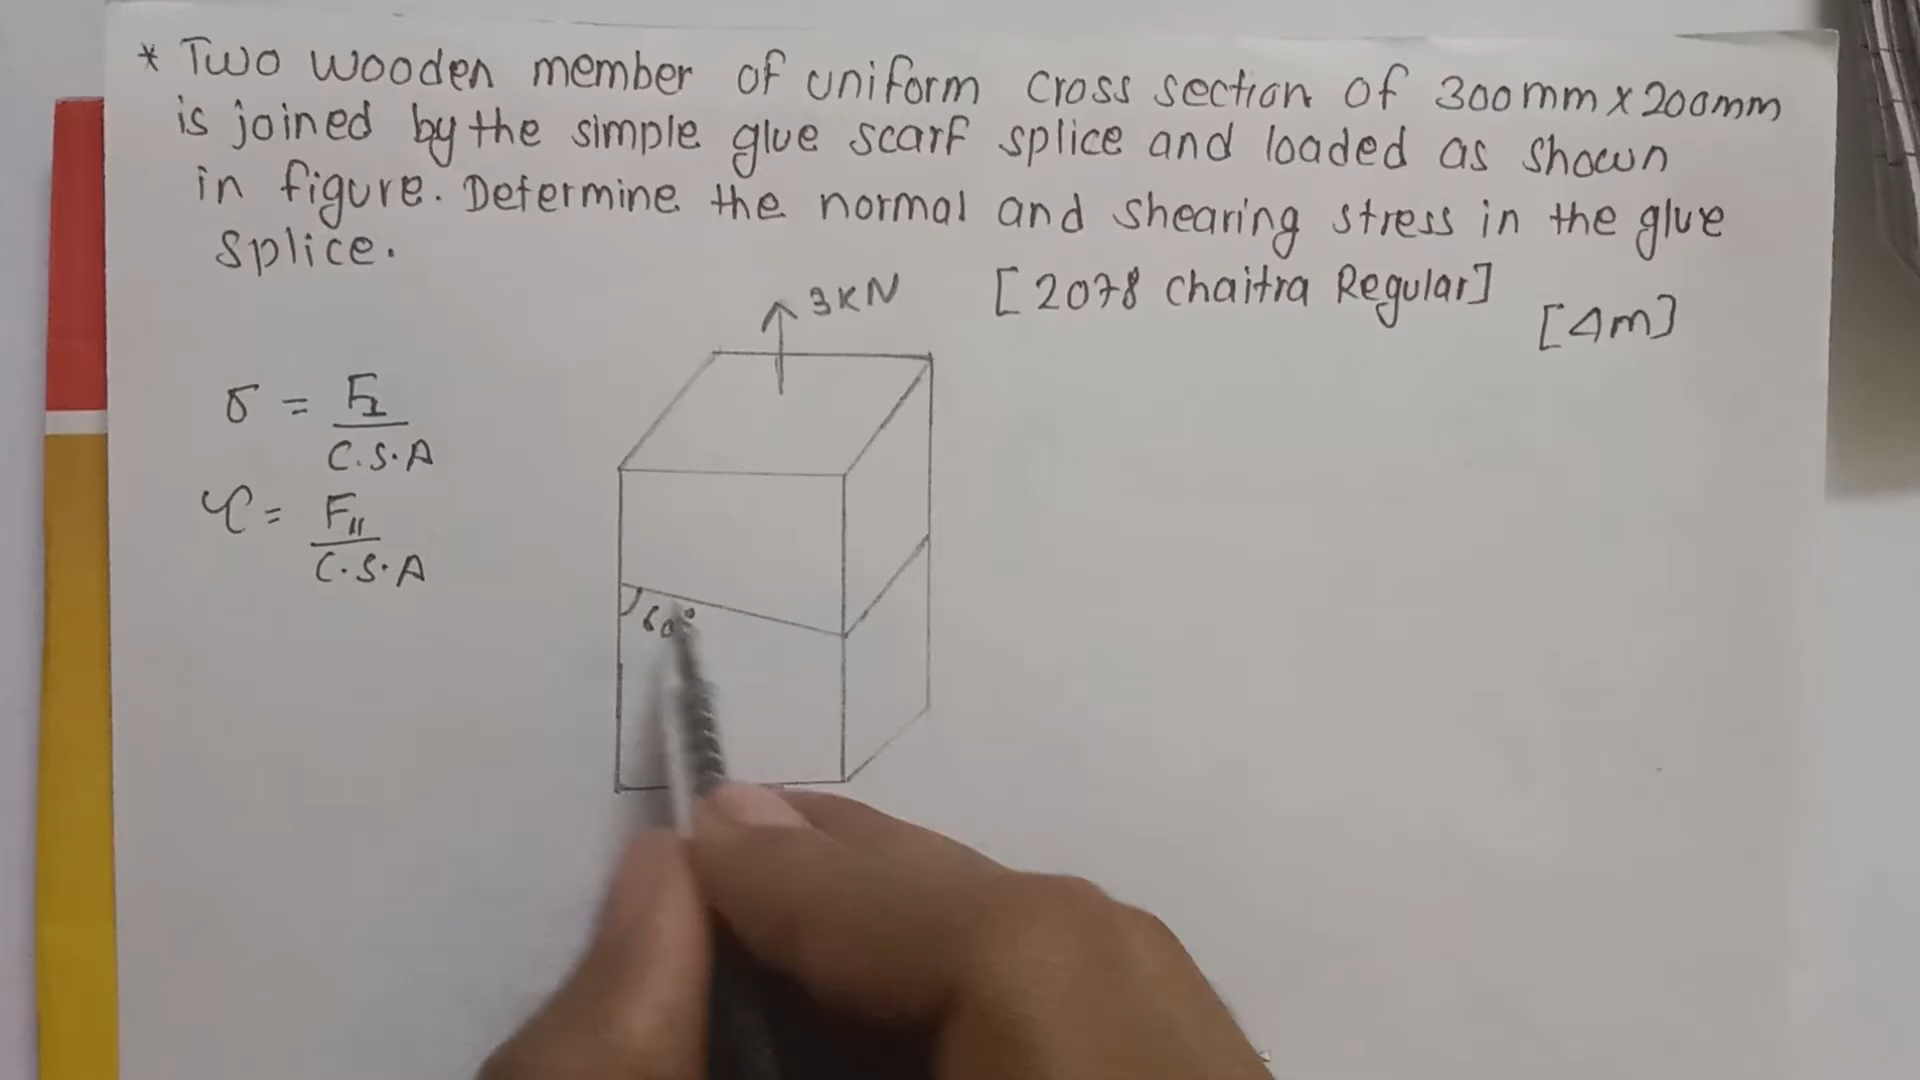 * Two wooden member of uniform cross section of 300mm x 200mm
is joined by the simple glue scarf splice and loaded as shown
in figure. Determine the normal and shearing stress in the glue
splice.
[2078 Chaitra Regular]
[4m]
3KN
σ = F⊥
C.S.A
τ = F||
C.S.A
60°